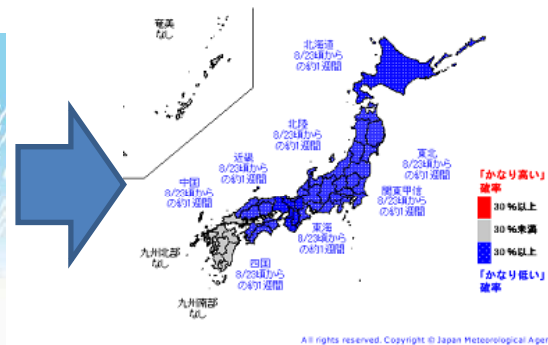 奄美
なし
北海道
8/23頃から
の約1週間
北陸
8/23頃から
の約1週間
東北
8/23頃から
の約1週間
近畿
8/23頃から
の約1週間
中国
8/23頃から
の約1週間
関東甲信
8/23頃から
の約1週間
東海
8/23頃から
の約1週間
四国
8/23頃から
の約1週間
九州北部
なし
九州南部
なし
「かなり高い」
確率
30%以上
30%未満
30%以上
「かなり低い」
確率
All rights reserved. Copyright © Japan Meteorological Ager